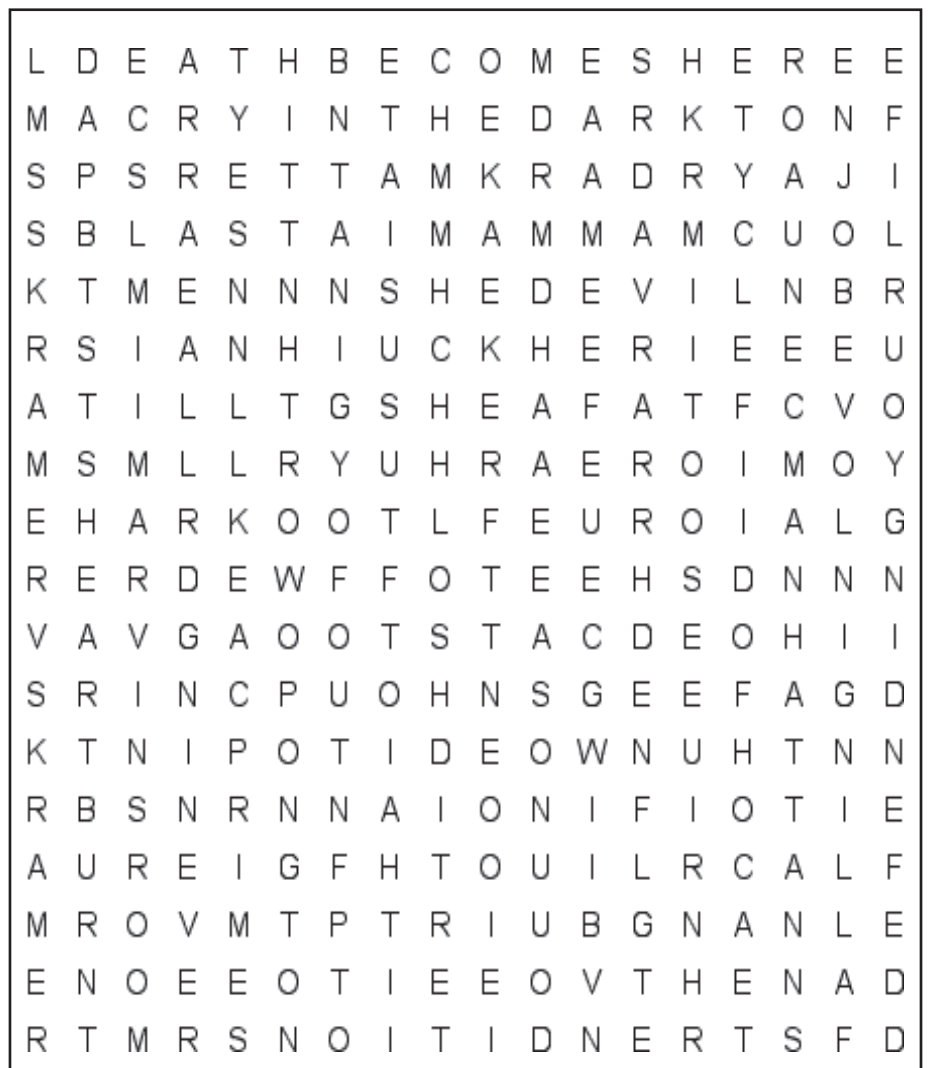 L D E A T H B E C O M E S H E R E E
M A C R Y I N T H E D A R K T O N F
S P S R E T T A M K R A D R Y A J I
S B L A S T A I M A M M A M C U O L
K T M E N N N S H E D E V I L N B R
R S I A N H I U C K H E R I E E E U
A T I L L T G S H E A F A T F C V O
M S M L L R Y U H R A E R O I M O Y
E H A R K O O T L F E U R O I A L G
R E R D E W F F O T E E H S D N N N
V A V G A O O T S T A C D E O H I I
S R I N C P U O H N S G E E F A G D
K T N I P O T I D E O W N U H T N N
R B S N R N N A I O N I F I O T I E
A U R E I G F H T O U I L R C A L F
M R O V M T P T R I U B G N A N L E
E N O E E O T I E E O V T H E N A D
R T M R S N O I T I D N E R T S F D